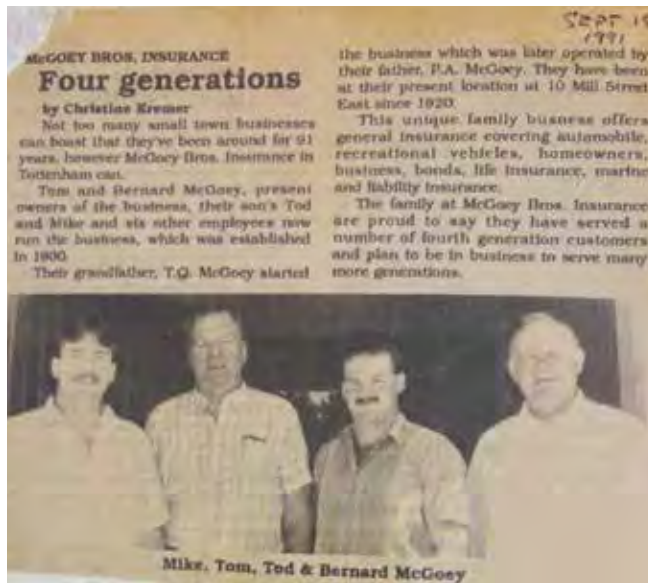 SEPT 19
1991
McGOEY BROS. INSURANCE
Four generations
by Christine Kremer
Not too many small town businesses
can boast that they've been around for 91
years, however McGoey Bros. Insurance in
Tottenham can.
Tom and Bernard McGoey, present
owners of the business, their son's Tod
and Mike and six other employees now
run the business, which was established
in 1900.
Their grandfather, T.Q. McGoey started
the business which was later operated by
their father, P.A. McGoey. They have been
at their present location at 10 Mill Street
East since 1920.
This unique family busness offers
general insurance covering automobile,
recreational vehicles, homeowners,
business, bonds, life insurance, marine
and liability insurance.
The family at McGoey Bros. Insurance
are proud to say they have served a
number of fourth generation customers
and plan to be in business to serve many
more generations.
Mike, Tom, Tod & Bernard McGoey